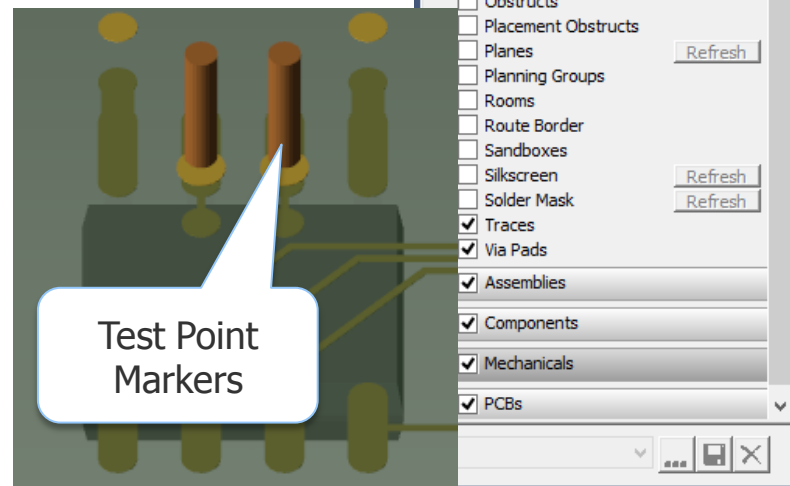 Obstructs
Placement Obstructs
Planes Refresh
Planning Groups
Rooms
Route Border
Sandboxes
Silkscreen Refresh
Solder Mask Refresh
Traces
Via Pads
Assemblies
Components
Mechanicals
PCBs
Test Point
Markers